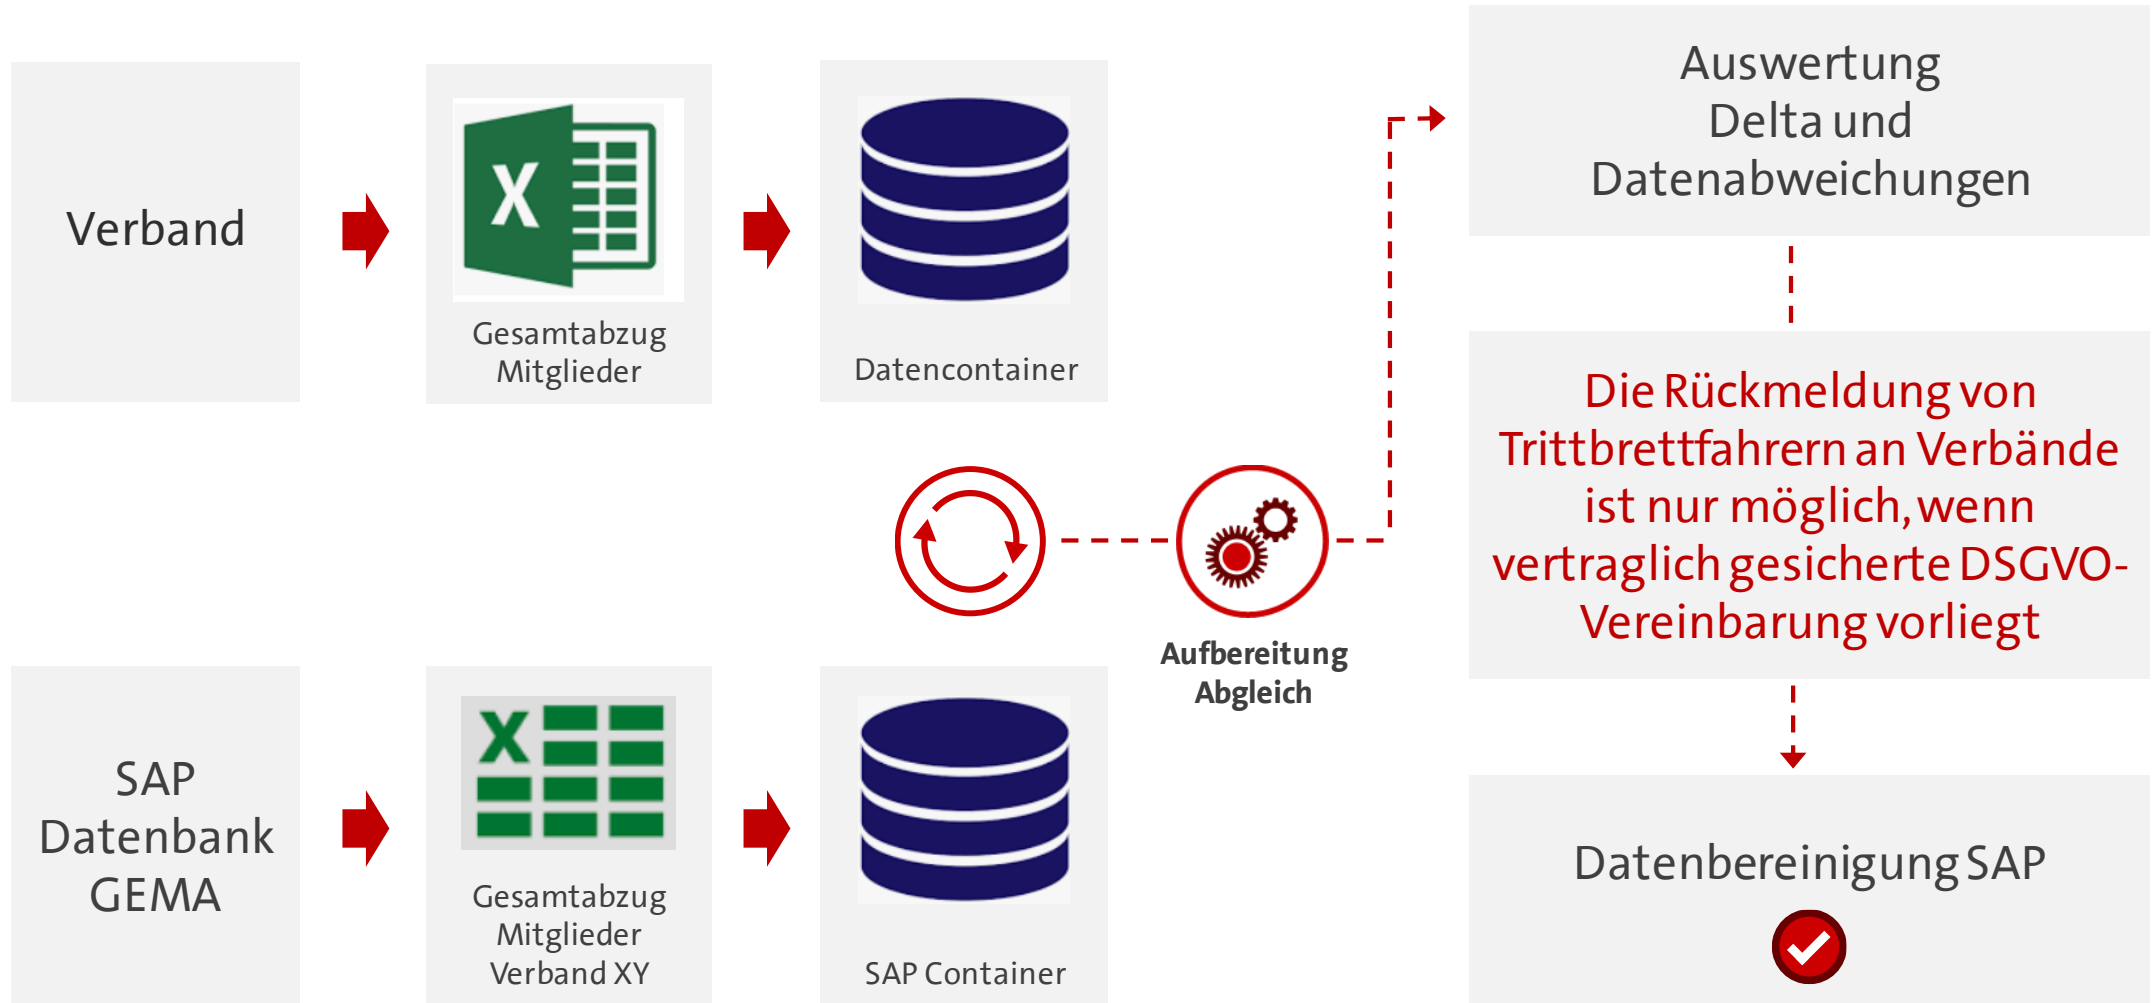 Verband
X
Gesamtabzug
Mitglieder
Datencontainer
Auswertung
Delta und
Datenabweichungen
Die Rückmeldung von
Trittbrettfahrern an Verbände
ist nur möglich, wenn
vertraglich gesicherte DSGVO-
Vereinbarung vorliegt
Aufbereitung
Abgleich
SAP
Datenbank
GEMA
X
Gesamtabzug
Mitglieder
Verband XY
SAP Container
Datenbereinigung SAP